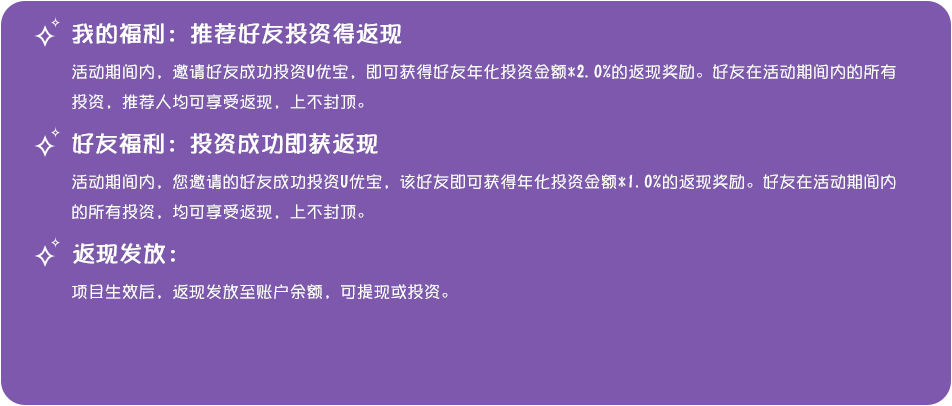 我的福利：推荐好友投资得返现
活动期间内，邀请好友成功投资U优宝，即可获得好友年化投资金额*2.0%的返现奖励。好友在活动期间内的所有
投资，推荐人均可享受返现，上不封顶。
好友福利：投资成功即获返现
活动期间内，您邀请的好友成功投资U优宝，该好友即可获得年化投资金额*1.0%的返现奖励。好友在活动期间内
的所有投资，均可享受返现，上不封顶。
返现发放：
项目生效后，返现发放至账户余额，可提现或投资。